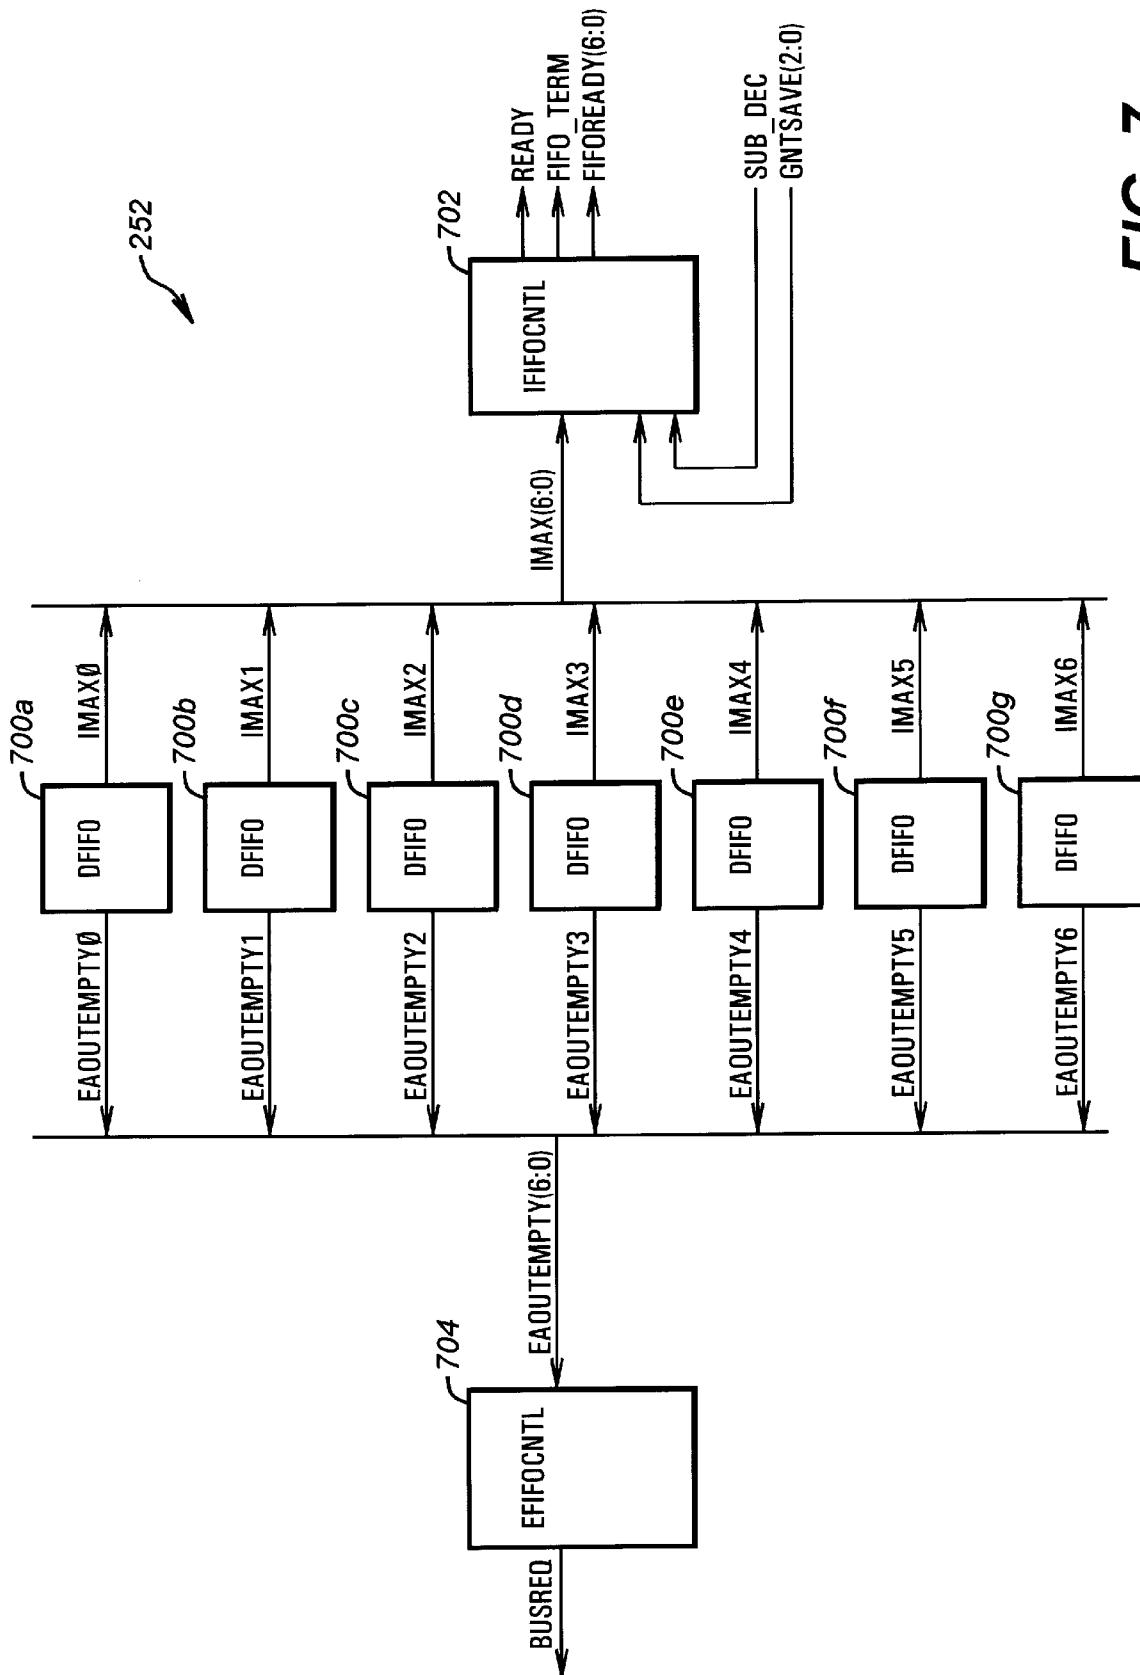 252
700a
DFIFO
EAOUTEMPTYØ
IMAXØ
700b
DFIFO
EAOUTEMPTY1
IMAX1
700c
DFIFO
EAOUTEMPTY2
IMAX2
700d
DFIFO
EAOUTEMPTY3
IMAX3
700e
DFIFO
EAOUTEMPTY4
IMAX4
700f
DFIFO
EAOUTEMPTY5
IMAX5
700g
DFIFO
EAOUTEMPTY6
IMAX6
BUSREQ
704
EFIFOCNTL
EAOUTEMPTY(6:0)
IMAX(6:0)
702
IFIFOCNTL
READY
FIFO_TERM
FIFOREADY(6:0)
SUB_DEC
GNTSAVE(2:0)
FIG. 7